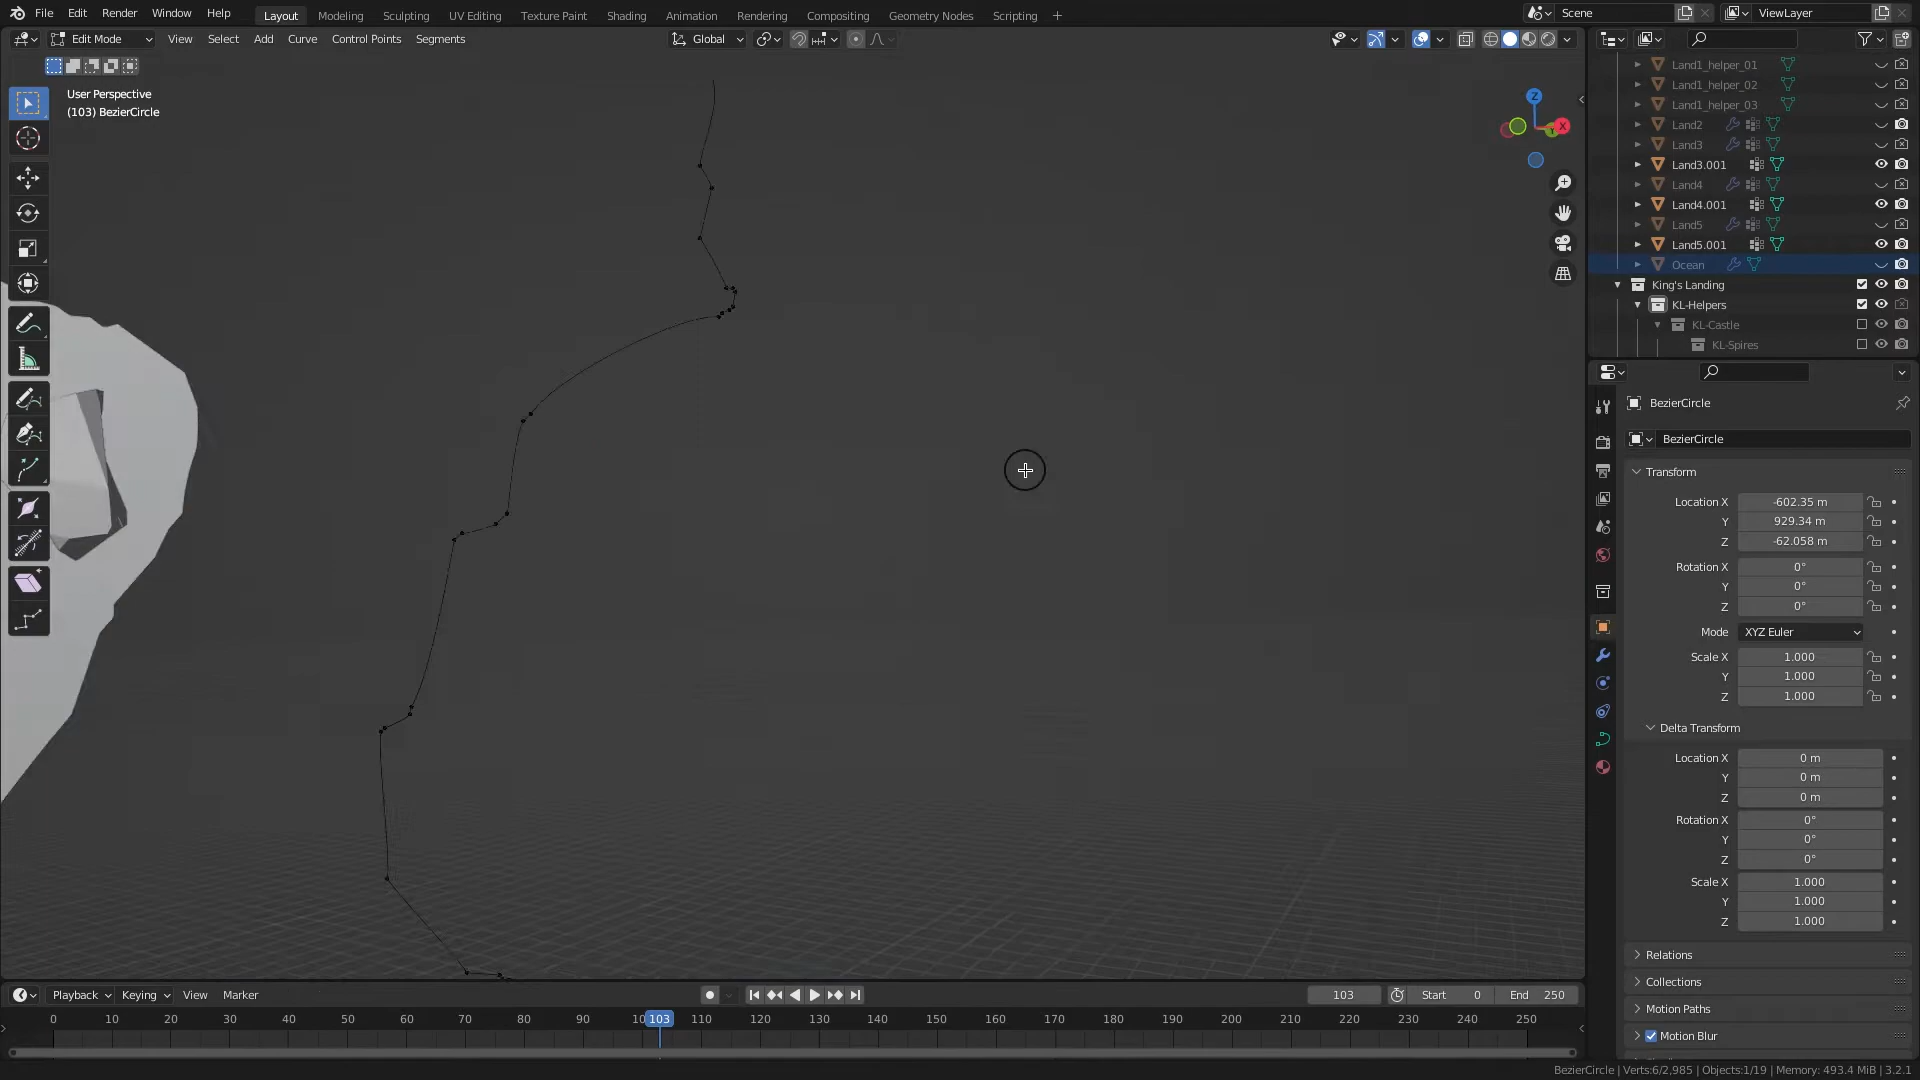 File Edit Render Window Help Layout Modeling Sculpting UV Editing Texture Paint Shading Animation Rendering Compositing Geometry Nodes Scripting Scene ViewLayer
Edit Mode View Select Add Curve Control Points Segments Global
User Perspective
(103) BezierCircle
Z
Y X
Land1_helper_01
Land1_helper_02
Land1_helper_03
Land2
Land3
Land3.001
Land4
Land4.001
Land5
Land5.001
Ocean
King's Landing
KL-Helpers
KL-Castle
KL-Spires
BezierCircle
BezierCircle
Transform
Location X -602.35 m
Y 929.34 m
Z -62.058 m
Rotation X 0°
Y 0°
Z 0°
Mode XYZ Euler
Scale X 1.000
Y 1.000
Z 1.000
Delta Transform
Location X 0 m
Y 0 m
Z 0 m
Rotation X 0°
Y 0°
Z 0°
Scale X 1.000
Y 1.000
Z 1.000
Relations
Collections
Motion Paths
Motion Blur
Playback Keying View Marker 103 Start 0 End 250
0 10 20 30 40 50 60 70 80 90 10 103 110 120 130 140 150 160 170 180 190 200 210 220 230 240 250
BezierCircle | Verts:6/2,985 | Objects:1/19 | Memory: 493.4 MiB | 3.2.1